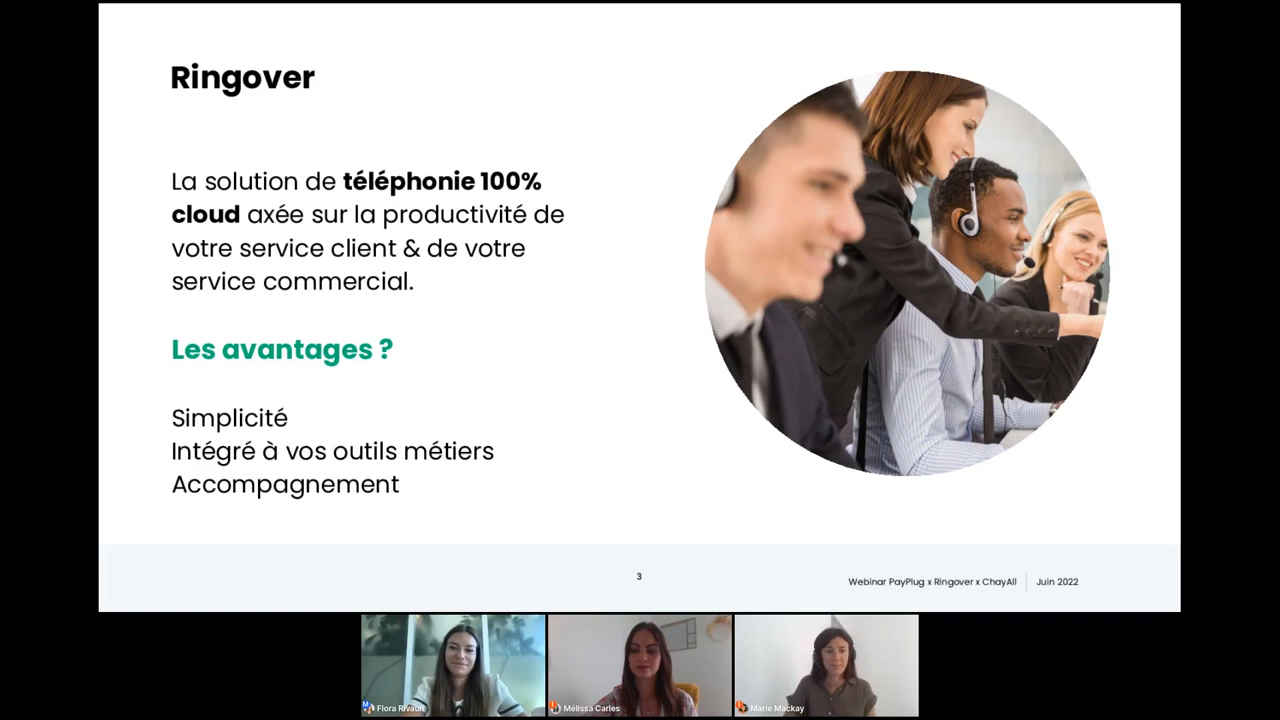 Ringover
La solution de téléphonie 100%
cloud axée sur la productivité de
votre service client & de votre
service commercial.
Les avantages ?
Simplicité
Intégré à vos outils métiers
Accompagnement
3
Webinar PayPlug x Ringover x ChayAll
Juin 2022
Flora Rivault
Mélissa Carles
Marie Mackay